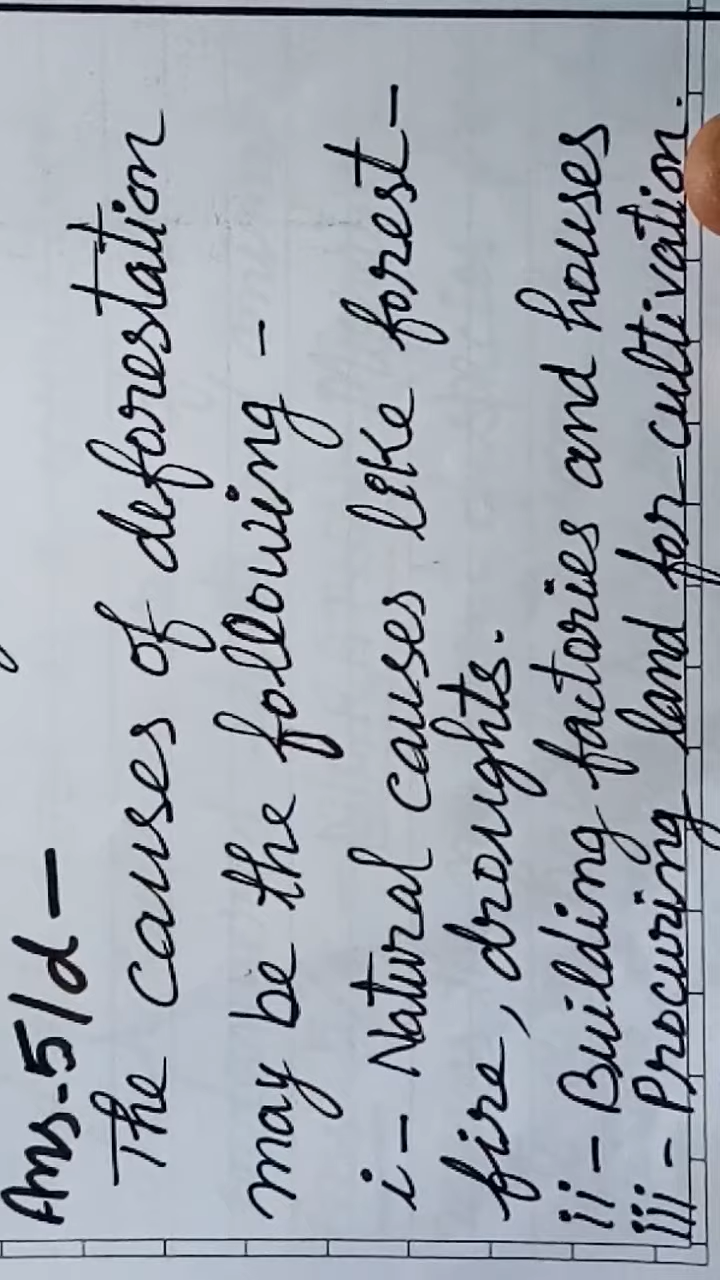 Ans-5/d-
The causes of deforestation
may be the following -
i- Natural causes like forest-
fire, droughts.
ii- Building factories and houses
iii- Procuring land for cultivation.